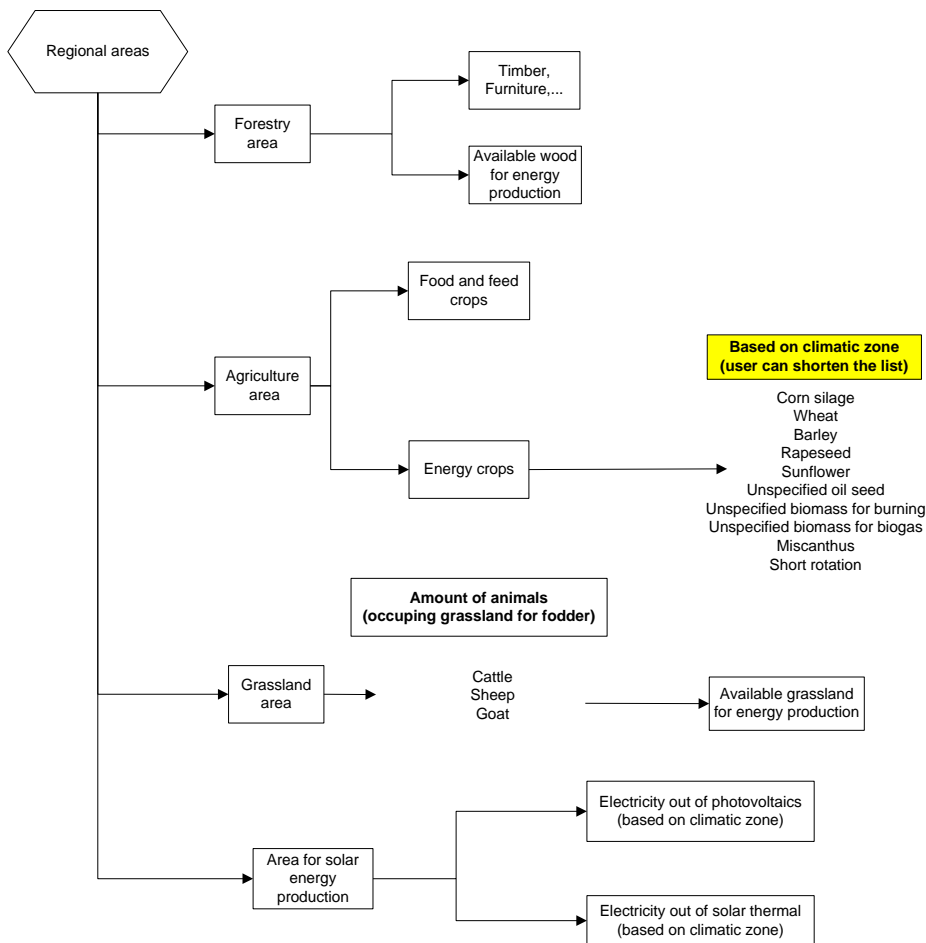 Regional areas
Timber,
Furniture,...
Forestry
area
Available wood
for energy
production
Food and feed
crops
Based on climatic zone
(user can shorten the list)
Agriculture
area
Corn silage
Wheat
Barley
Rapeseed
Sunflower
Unspecified oil seed
Unspecified biomass for burning
Unspecified biomass for biogas
Miscanthus
Short rotation
Energy crops
Amount of animals
(occuping grassland for fodder)
Grassland
area
Cattle
Sheep
Goat
Available grassland
for energy production
Electricity out of photovoltaics
(based on climatic zone)
Area for solar
energy
production
Electricity out of solar thermal
(based on climatic zone)